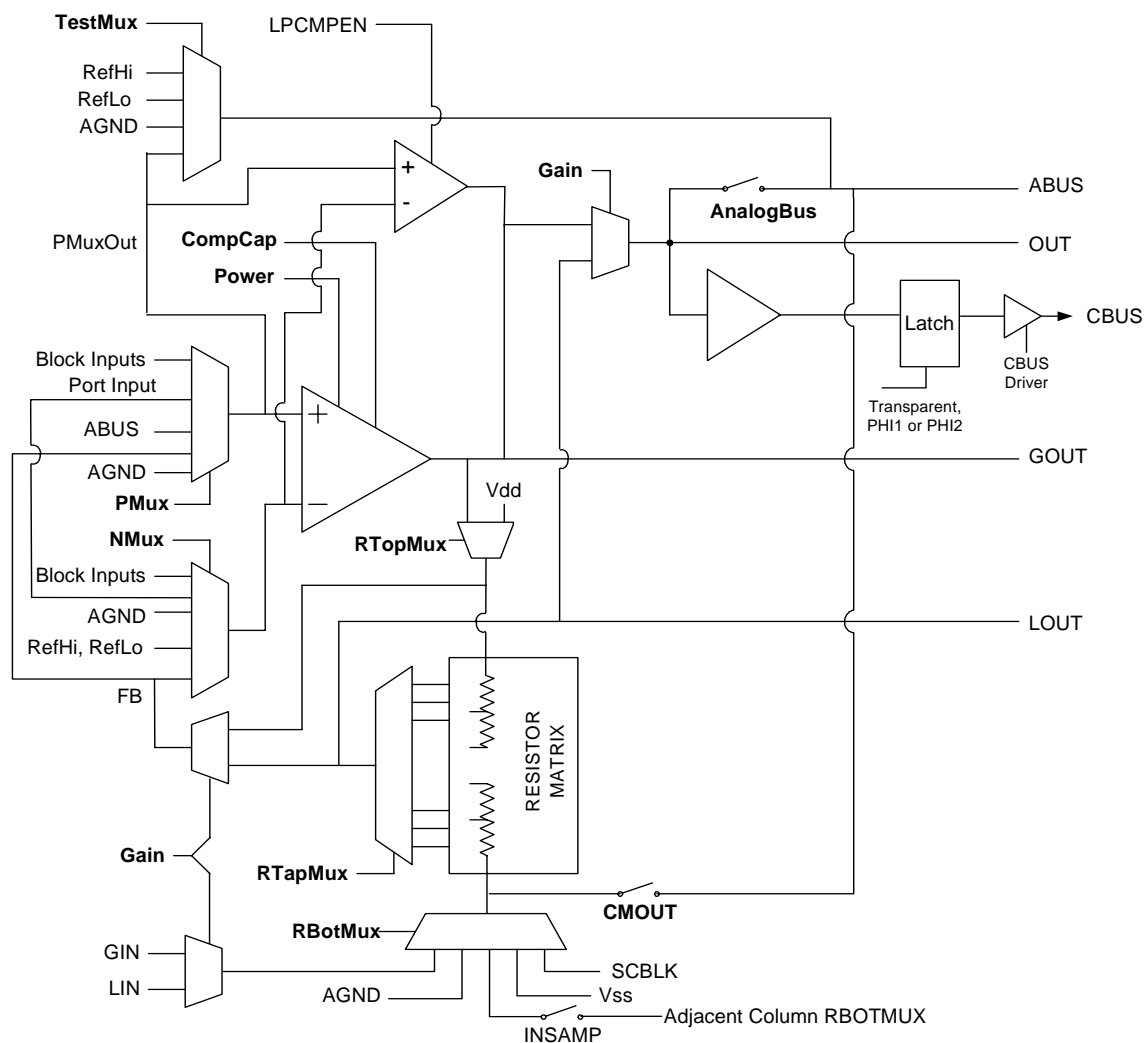 TestMux
LPCMPEN
RefHi
RefLo
AGND
+
-
Gain
ABUS
AnalogBus
PMuxOut
CompCap
OUT
Power
Latch
CBUS
Block Inputs
CBUS
Driver
Port Input
Transparent,
PHI1 or PHI2
ABUS
+
GOUT
AGND
Vdd
PMux
−
NMux
RTopMux
Block Inputs
AGND
LOUT
RefHi, RefLo
FB
RESISTOR
MATRIX
Gain
RTapMux
CMOUT
RBotMux
GIN
SCBLK
LIN
AGND
Vss
Adjacent Column RBOTMUX
INSAMP